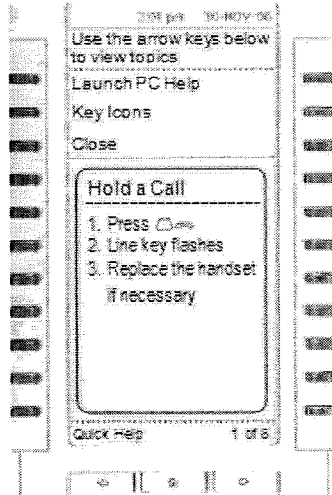 Use the arrow keys below
to view topics
Launch PC Help
Key Icons
Close
Hold a Call
1. Press
2. Line key flashes
3. Replace the handset
if necessary
Quick Help 1 of 6